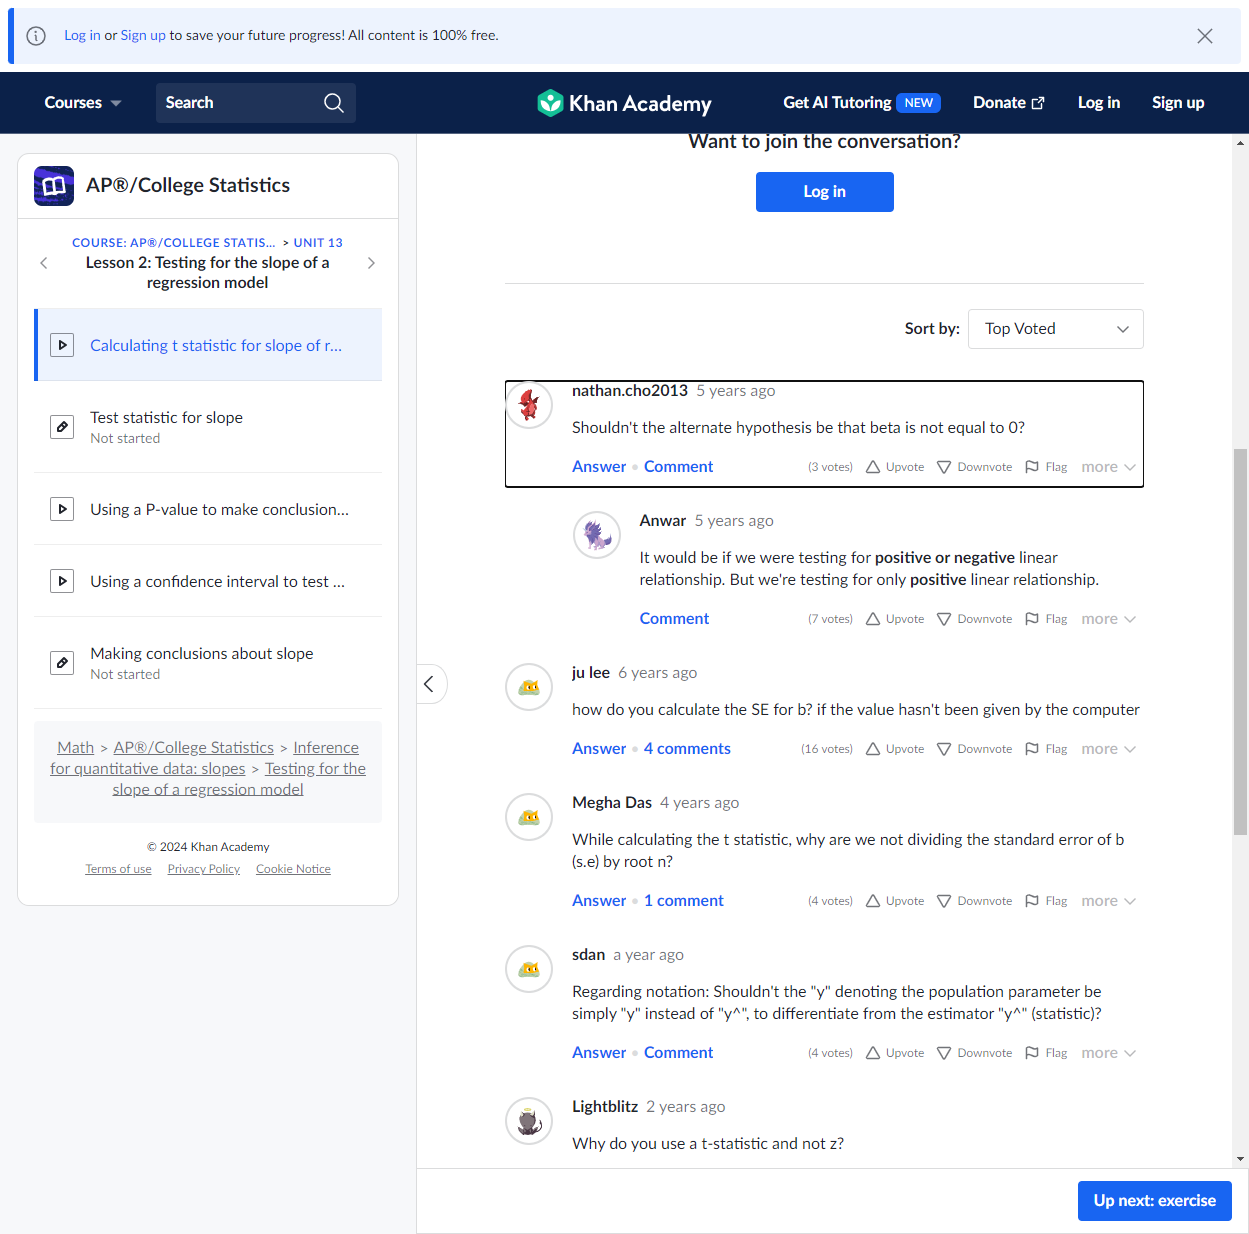 Log in or Sign up to save your future progress! All content is 100% free.
Courses
Search
Khan Academy
Get AI Tutoring NEW
Donate
Log in
Sign up
AP®/College Statistics
COURSE: AP®/COLLEGE STATIS... > UNIT 13
Lesson 2: Testing for the slope of a
regression model
Calculating t statistic for slope of r...
Test statistic for slope
Not started
Using a P-value to make conclusion...
Using a confidence interval to test ...
Making conclusions about slope
Not started
Math > AP®/College Statistics > Inference
for quantitative data: slopes > Testing for the
slope of a regression model
© 2024 Khan Academy
Terms of use Privacy Policy Cookie Notice
Want to join the conversation?
Log in
Sort by: Top Voted
nathan.cho2013 5 years ago
Shouldn't the alternate hypothesis be that beta is not equal to 0?
Answer • Comment (3 votes) Upvote Downvote Flag more
Anwar 5 years ago
It would be if we were testing for positive or negative linear
relationship. But we're testing for only positive linear relationship.
Comment (7 votes) Upvote Downvote Flag more
ju lee 6 years ago
how do you calculate the SE for b? if the value hasn't been given by the computer
Answer • 4 comments (16 votes) Upvote Downvote Flag more
Megha Das 4 years ago
While calculating the t statistic, why are we not dividing the standard error of b
(s.e) by root n?
Answer • 1 comment (4 votes) Upvote Downvote Flag more
sdan a year ago
Regarding notation: Shouldn't the "y" denoting the population parameter be
simply "y" instead of "y^", to differentiate from the estimator "y^" (statistic)?
Answer • Comment (4 votes) Upvote Downvote Flag more
Lightblitz 2 years ago
Why do you use a t-statistic and not z?
Up next: exercise